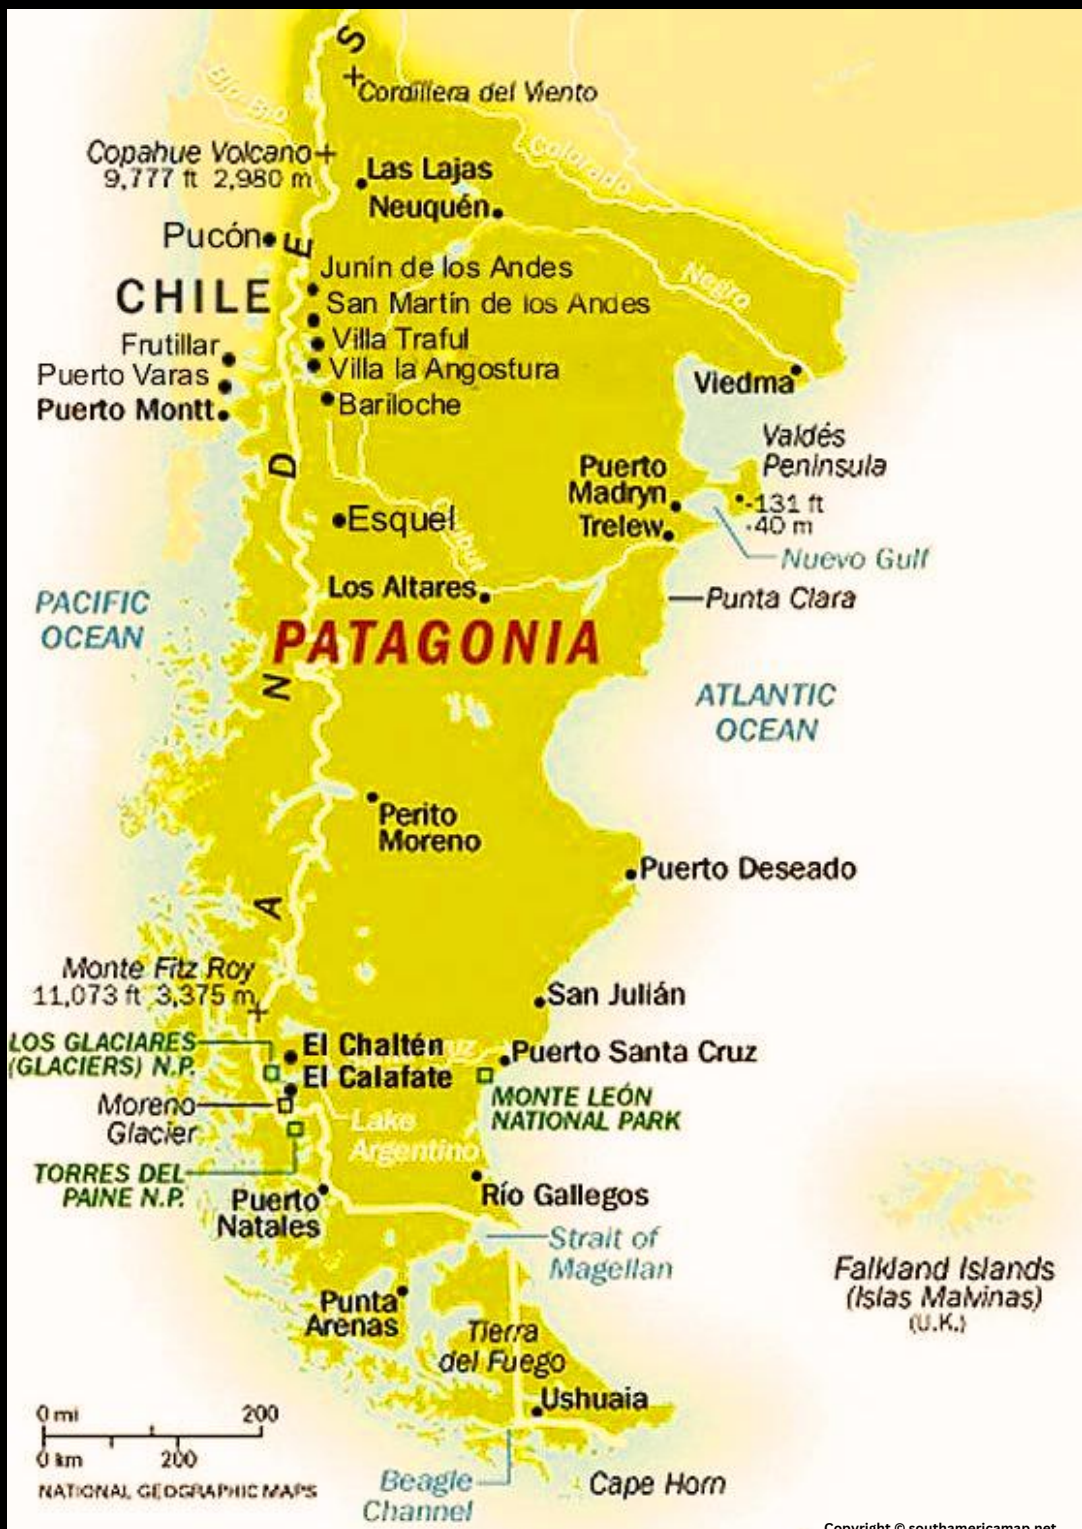 S
Cordillera del Viento
Bío-Bío
Colorado
Copahue Volcano
9,777 ft 2,980 m
Las Lajas
Neuquén
Pucón
E
Negro
Junín de los Andes
CHILE
San Martín de los Andes
Frutillar
Villa Traful
Puerto Varas
Villa la Angostura
Viedma
Puerto Montt
Bariloche
Valdés
Peninsula
D
Puerto
Madryn
-131 ft
-40 m
Trelew
Esquel
Nuevo Gulf
Los Altares
Punta Clara
PACIFIC
OCEAN
PATAGONIA
N
ATLANTIC
OCEAN
Perito
Moreno
Puerto Deseado
A
Monte Fitz Roy
11,073 ft 3,375 m
San Julián
LOS GLACIARES
(GLACIERS) N.P.
El Chaltén
Puerto Santa Cruz
El Calafate
MONTE LEÓN
NATIONAL PARK
Moreno
Glacier
Lake
Argentino
TORRES DEL
PAINE N.P.
Puerto
Natales
Río Gallegos
Strait of
Magellan
Falkland Islands
(Islas Malvinas)
(U.K.)
Punta
Arenas
Tierra
del Fuego
Ushuaia
0 mi 200
0 km 200
NATIONAL GEOGRAPHIC MAPS
Beagle
Channel
Cape Horn
Copyright © southamericamap.net